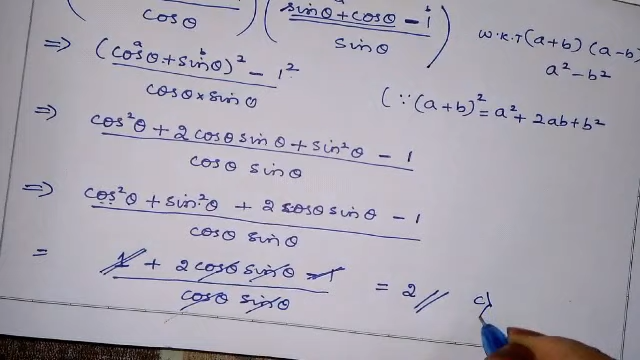 cosθ
sinθ + cosθ - 1
sinθ
w.k.T (a+b) (a-b)
a² - b²
⇒ (cosθ + sinθ)² - 1²
a b
cosθ × sinθ
(∵ (a+b)² = a² + 2ab + b²
⇒ cos²θ + 2 cosθ sinθ + sin²θ - 1
cosθ sinθ
⇒ cos²θ + sin²θ + 2 cosθ sinθ - 1
cosθ sinθ
= 1 + 2 cosθ sinθ - 1
cosθ sinθ
= 2 //
c)